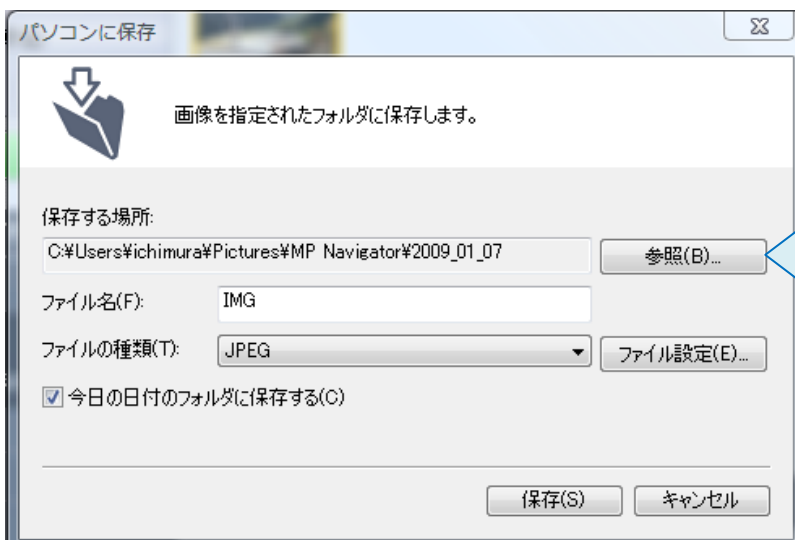 パソコンに保存
画像を指定されたフォルダに保存します。
保存する場所:
C:¥Users¥ichimura¥Pictures¥MP Navigator¥2009_01_07 参照(B)...
ファイル名(F): IMG
ファイルの種類(T): JPEG ファイル設定(E)...
今日の日付のフォルダに保存する(C)
保存(S) キャンセル